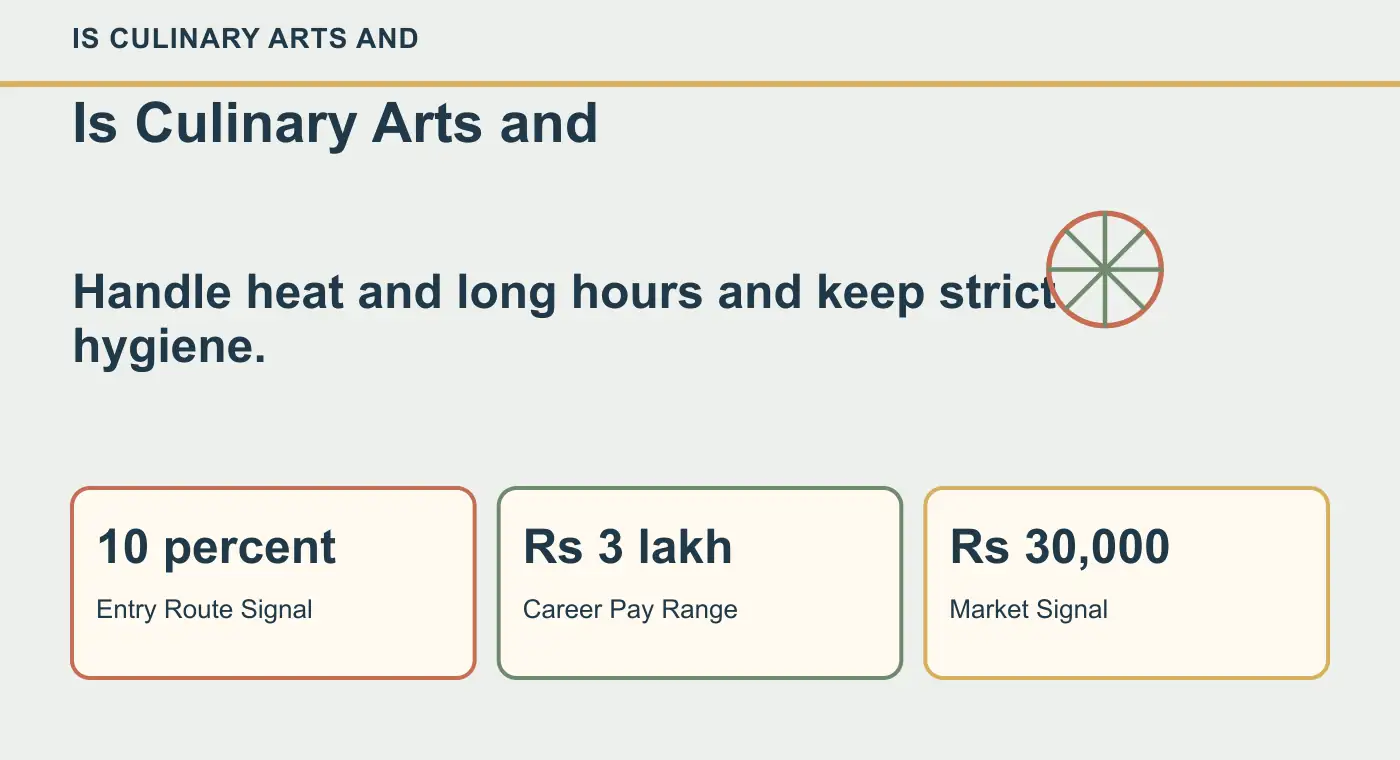 IS CULINARY ARTS AND
Is Culinary Arts and
Handle heat and long hours and keep strict
hygiene.
10 percent
Entry Route Signal
Rs 3 lakh
Career Pay Range
Rs 30,000
Market Signal